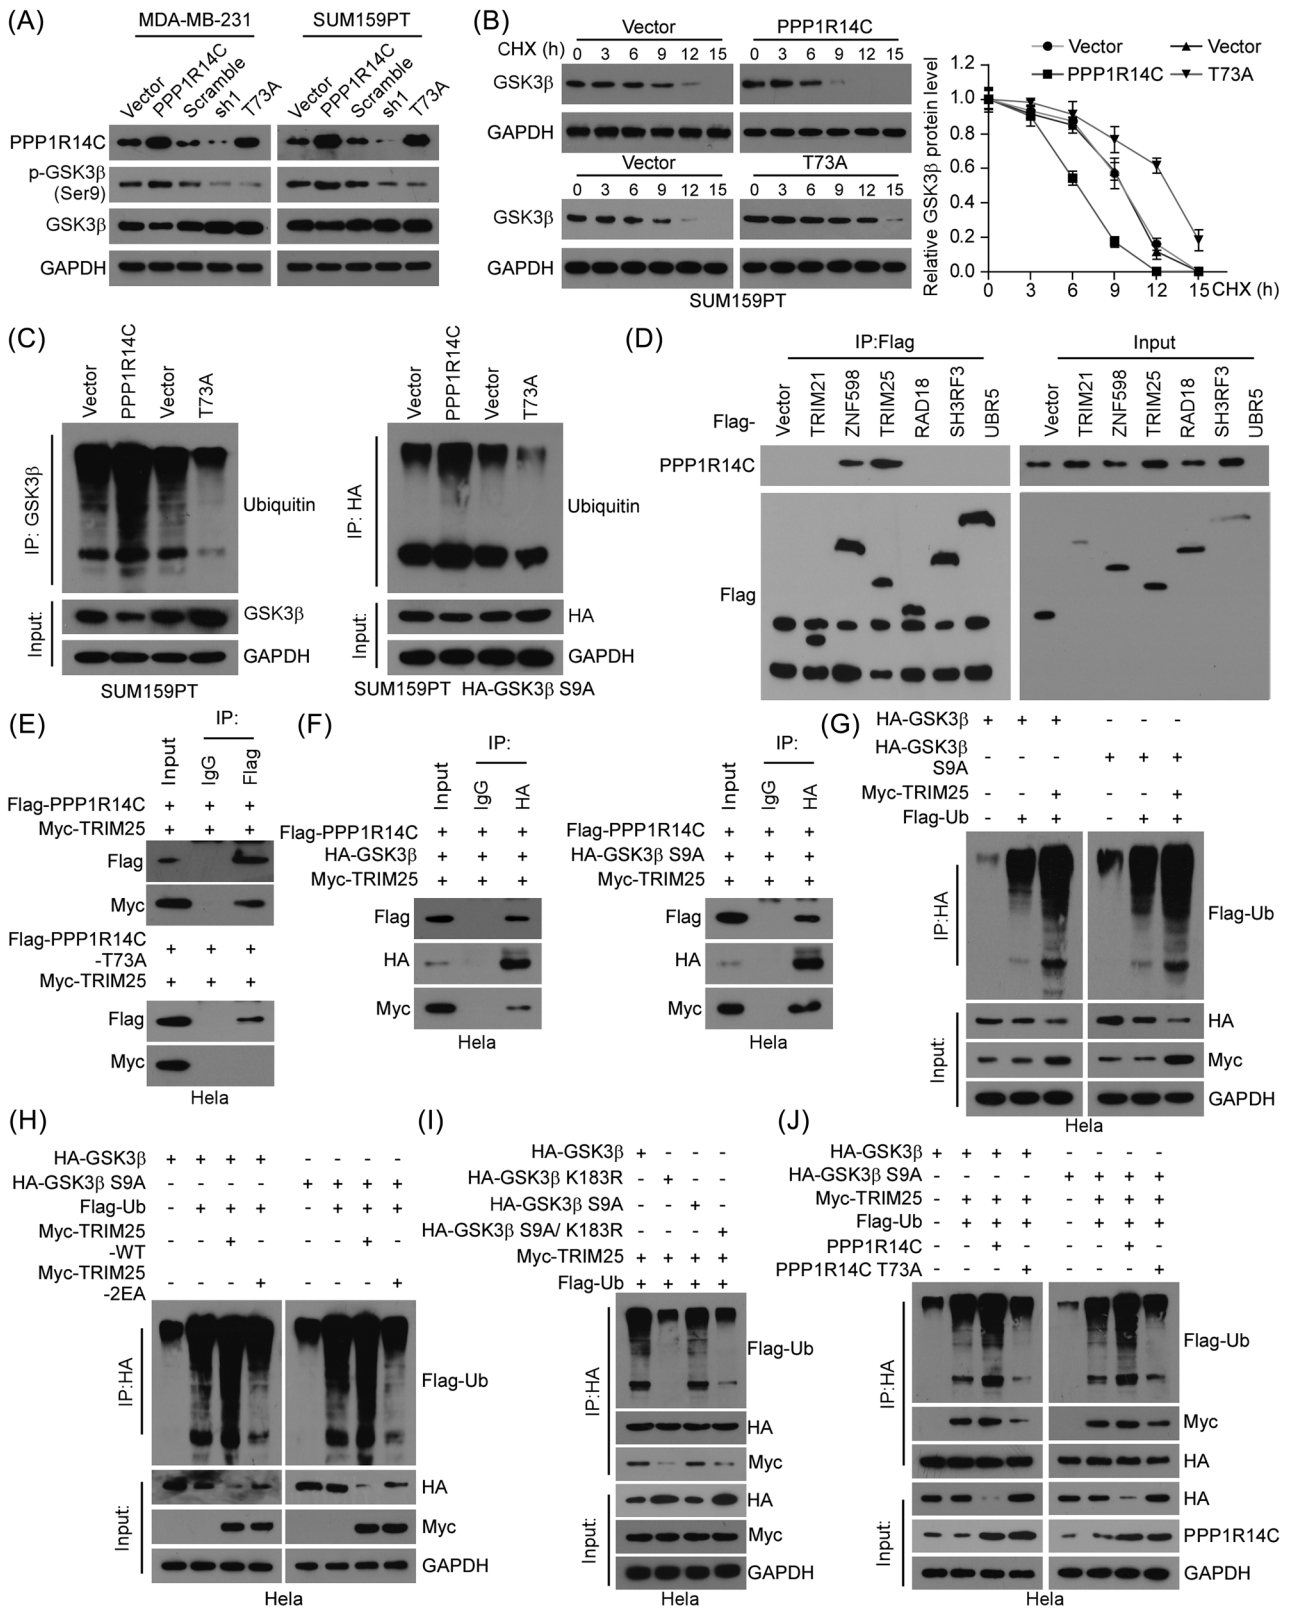 (A)
MDA-MB-231 SUM159PT
Vector PPP1R14C Scramble sh1 T73A Vector PPP1R14C Scramble sh1 T73A
PPP1R14C
p-GSK3β
(Ser9)
GSK3β
GAPDH
(B)
Vector PPP1R14C
CHX (h) 0 3 6 9 12 15 0 3 6 9 12 15
GSK3β
GAPDH
Vector T73A
0 3 6 9 12 15 0 3 6 9 12 15
GSK3β
GAPDH
SUM159PT
Vector Vector
PPP1R14C T73A
Relative GSK3β protein level
1.2
1.0
0.8
0.6
0.4
0.2
0.0
0 3 6 9 12 15 CHX (h)
(C)
Vector PPP1R14C Vector T73A
IP: GSK3β
Ubiquitin
Input:
GSK3β
GAPDH
SUM159PT
Vector PPP1R14C Vector T73A
IP: HA
Ubiquitin
Input:
HA
GAPDH
SUM159PT HA-GSK3β S9A
(D)
IP:Flag Input
Flag- Vector TRIM21 ZNF598 TRIM25 RAD18 SH3RF3 UBR5 Vector TRIM21 ZNF598 TRIM25 RAD18 SH3RF3 UBR5
PPP1R14C
Flag
(E)
IP:
Input IgG Flag
Flag-PPP1R14C + + +
Myc-TRIM25 + + +
Flag
Myc
Flag-PPP1R14C
-T73A + + +
Myc-TRIM25 + + +
Flag
Myc
Hela
(F)
IP:
Input IgG HA
Flag-PPP1R14C + + +
HA-GSK3β + + +
Myc-TRIM25 + + +
Flag
HA
Myc
Hela
IP:
Input IgG HA
Flag-PPP1R14C + + +
HA-GSK3β S9A + + +
Myc-TRIM25 + + +
Flag
HA
Myc
Hela
(G)
HA-GSK3β + + + - - -
HA-GSK3β
S9A - - - + + +
Myc-TRIM25 - - + - - +
Flag-Ub - + + - + +
IP:HA
Flag-Ub
Input:
HA
Myc
GAPDH
Hela
(H)
HA-GSK3β + + + + - - - -
HA-GSK3β S9A - - - - + + + +
Flag-Ub - + + + - + + +
Myc-TRIM25
-WT - - + - - - + -
Myc-TRIM25
-2EA - - - + - - - +
IP:HA
Flag-Ub
Input:
HA
Myc
GAPDH
Hela
(I)
HA-GSK3β + - - -
HA-GSK3β K183R - + - -
HA-GSK3β S9A - - + -
HA-GSK3β S9A/ K183R - - - +
Myc-TRIM25 + + + +
Flag-Ub + + + +
IP:HA
Flag-Ub
HA
Myc
Input:
HA
Myc
GAPDH
Hela
(J)
HA-GSK3β + + + + - - - -
HA-GSK3β S9A - - - - + + + +
Myc-TRIM25 - + + + - + + +
Flag-Ub - + + + - + + +
PPP1R14C - - + - - - + -
PPP1R14C T73A - - - + - - - +
IP:HA
Flag-Ub
Myc
HA
Input:
HA
PPP1R14C
GAPDH
Hela